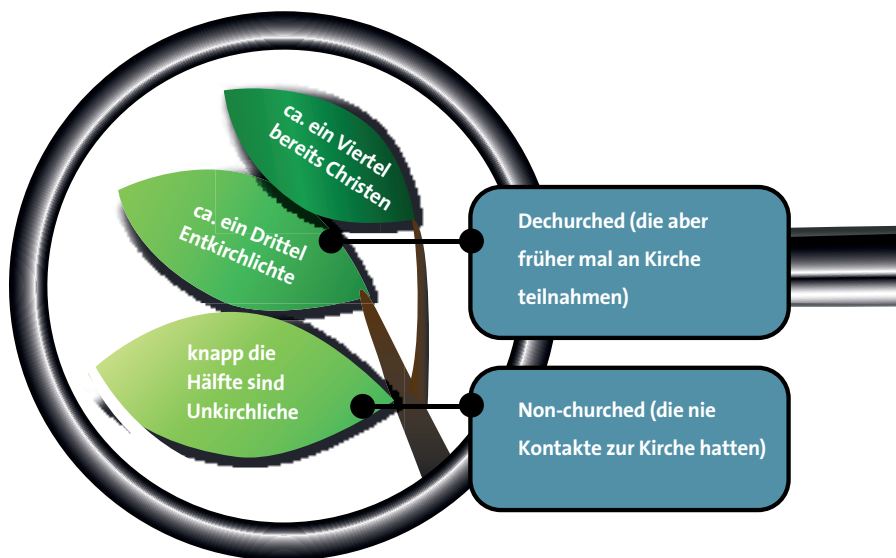 ca. ein Viertel
bereits Christen
ca. ein Drittel
Entkirchlichte
knapp die
Hälfte sind
Unkirchliche
Dechurched (die aber
früher mal an Kirche
teilnahmen)
Non-churched (die nie
Kontakte zur Kirche hatten)